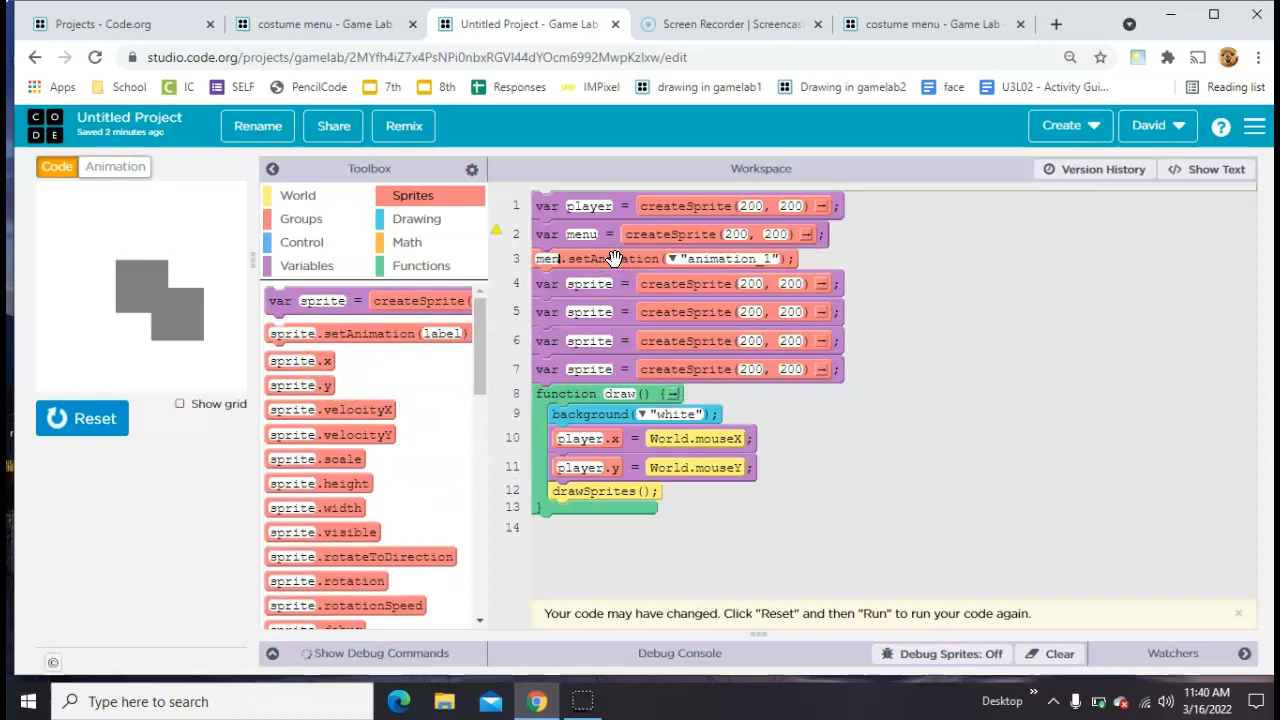 Projects - Code.org
costume menu - Game Lab
Untitled Project - Game Lab
Screen Recorder | Screencas
costume menu - Game Lab
studio.code.org/projects/gamelab/2MYfh4iZ7x4PsNPi0nbxRGVI44dYOcm6992MwpKzlxw/edit
Apps School IC SELF PencilCode 7th 8th Responses IMPixel drawing in gamelab1 Drawing in gamelab2 face U3L02 - Activity Gui... Reading list
CO
DE
Untitled Project
Saved 2 minutes ago
Rename
Share
Remix
Create
David
?
Code Animation
Toolbox
Workspace
Version History
</> Show Text
World Sprites
Groups Drawing
Control Math
Variables Functions
var sprite = createSprite(
sprite.setAnimation(label)
sprite.x
sprite.y
sprite.velocityX
sprite.velocityY
sprite.scale
sprite.height
sprite.width
sprite.visible
sprite.rotateToDirection
sprite.rotation
sprite.rotationSpeed
1 var player = createSprite(200, 200);
2 var menu = createSprite(200, 200);
3 men.setAnimation("animation_1");
4 var sprite = createSprite(200, 200);
5 var sprite = createSprite(200, 200);
6 var sprite = createSprite(200, 200);
7 var sprite = createSprite(200, 200);
8 function draw() {
9 background("white");
10 player.x = World.mouseX;
11 player.y = World.mouseY;
12 drawSprites();
13 }
14
Reset
Show grid
Your code may have changed. Click "Reset" and then "Run" to run your code again.
©
Show Debug Commands
Debug Console
Debug Sprites: Off
Clear
Watchers
Type here to search
Desktop
11:40 AM
3/16/2022